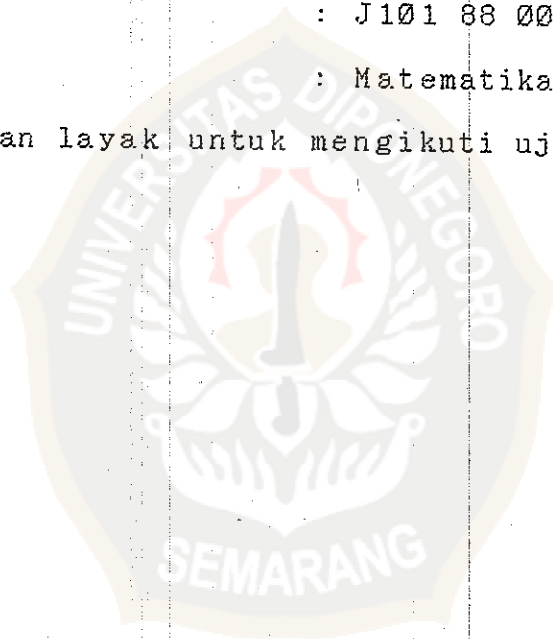 : J101 88 00
: Matematika
an layak untuk mengikuti uj
UNIVERSITAS DIPONEGORO
SEMARANG